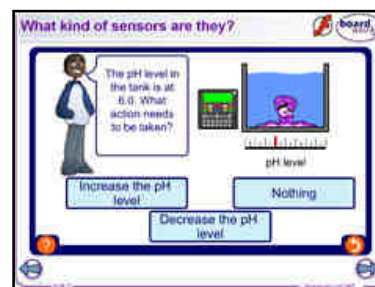 What kind of sensors are they?
board
works
The pH level in
the tank is at
6.0. What
action needs
to be taken?
pH level
Increase the pH
level
Nothing
Decrease the pH
level
?